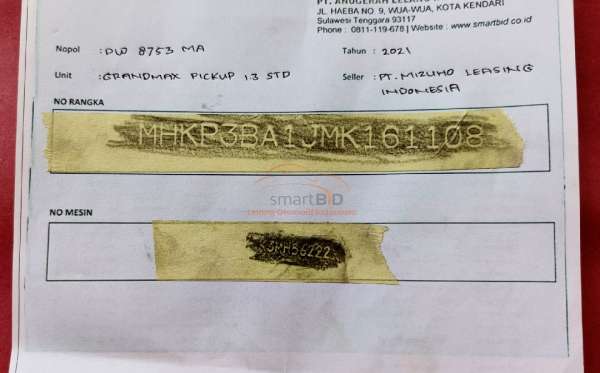 PT. ANUGERAH LELANG
JL. HAEBA NO 9, WUA-WUA, KOTA KENDARI
Sulawesi Tenggara 93117
Phone : 0811-119-678 | Website : www.smartbid.co.id
Nopol : DW 8753 MA Tahun : 2021
Unit : GRANDMAX PICKUP 1.3 STD Seller : PT. MIZUHO LEASING
INDONESIA
NO RANGKA
MHKP3BA1JMK161108
smartBID
NO MESIN
K3MH56222